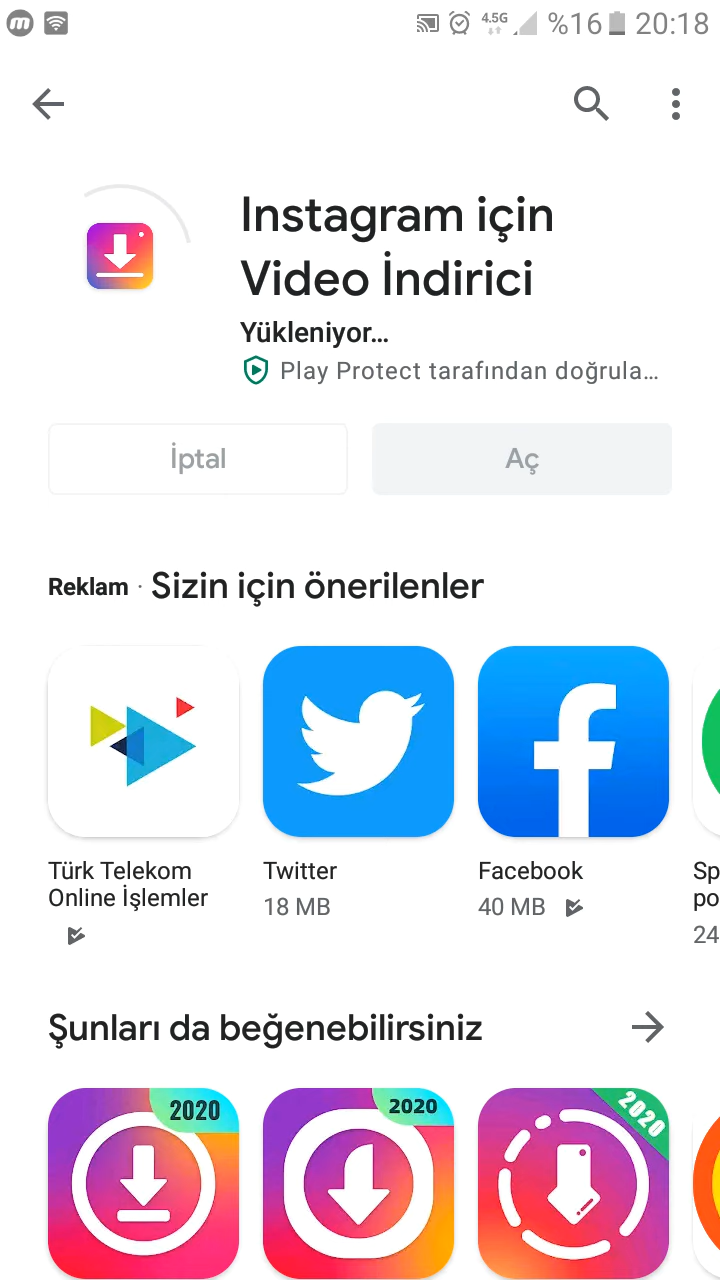 4.5G %16 20:18
Instagram için
Video İndirici
Yükleniyor...
Play Protect tarafından doğrula...
İptal
Aç
Reklam · Sizin için önerilenler
Türk Telekom
Online İşlemler
Twitter
18 MB
Facebook
40 MB
Sp
po
24
Şunları da beğenebilirsiniz
2020
2020
2020